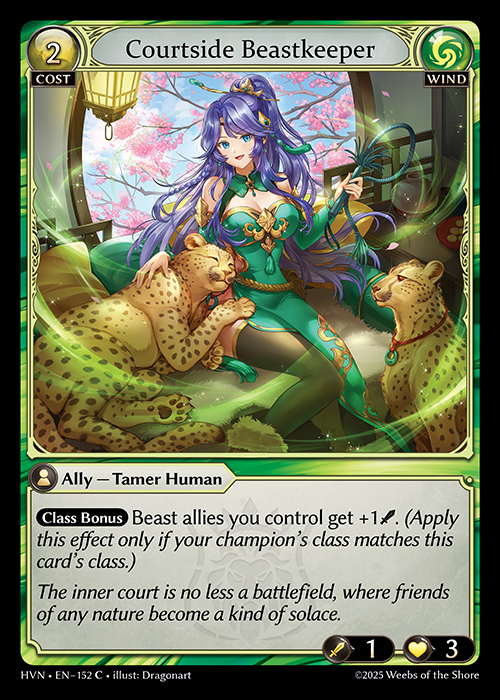 2 Courtside Beastkeeper
COST WIND
Ally — Tamer Human
Class Bonus Beast allies you control get +1. (Apply
this effect only if your champion's class matches this
card's class.)
The inner court is no less a battlefield, where friends
of any nature become a kind of solace.
1 3
HVN • EN-152 C • illust: Dragonart ©2025 Weebs of the Shore